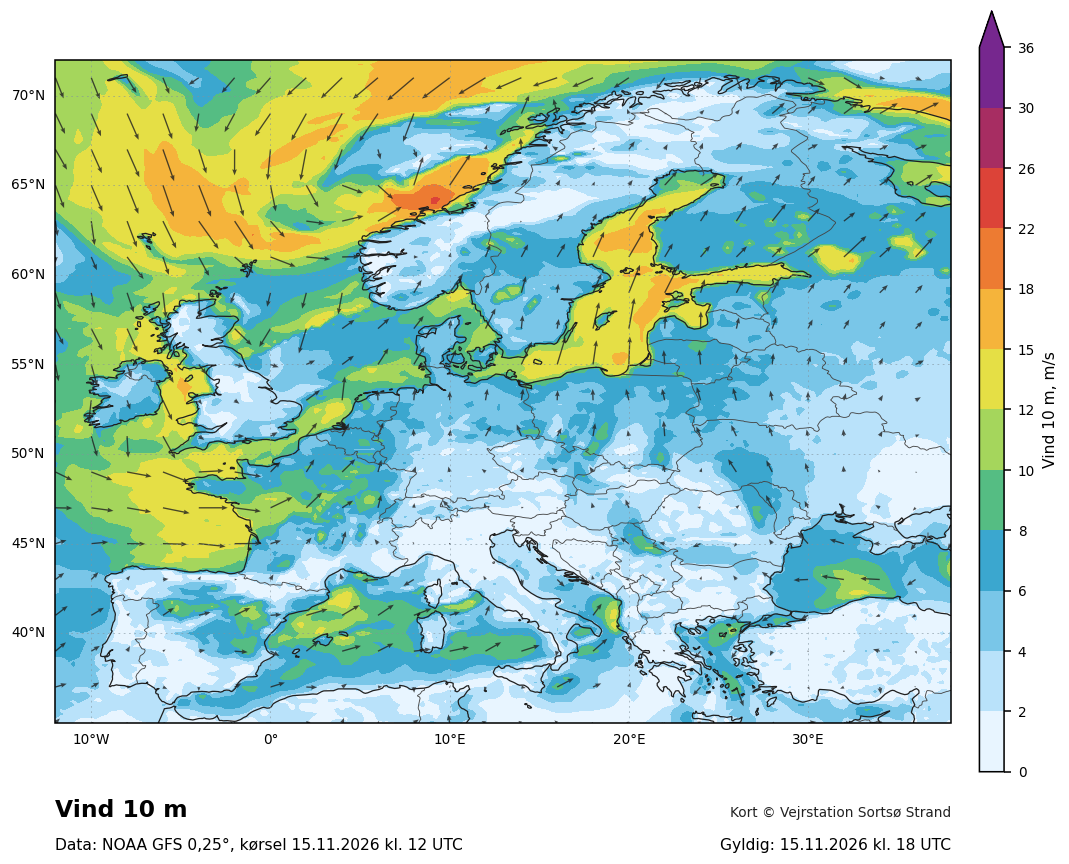 36
30
26
22
18
15
12
10
8
6
4
2
0
Vind 10 m, m/s
70°N
65°N
60°N
55°N
50°N
45°N
40°N
10°W
0°
10°E
20°E
30°E
Vind 10 m
Kort © Vejrstation Sortsø Strand
Data: NOAA GFS 0,25°, kørsel 15.11.2026 kl. 12 UTC
Gyldig: 15.11.2026 kl. 18 UTC